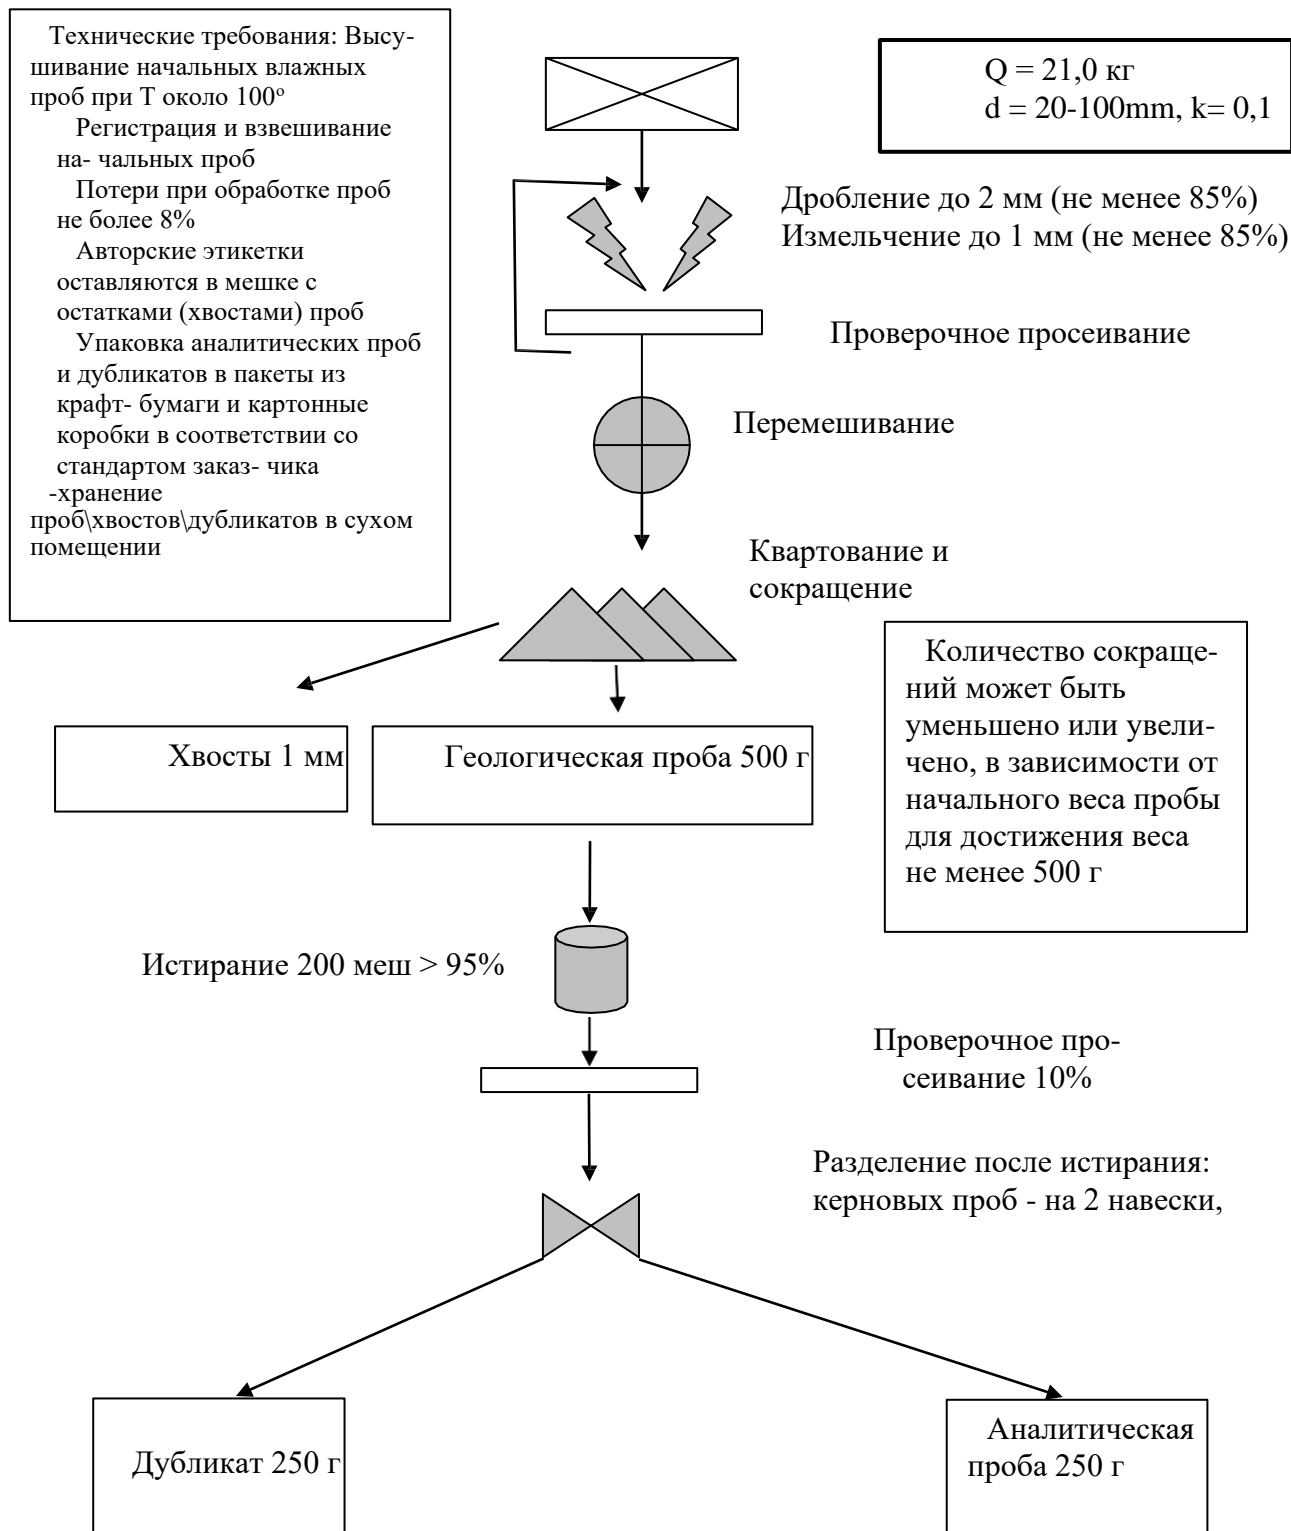 Технические требования: Высу-
шивание начальных влажных
проб при Т около 100°
Регистрация и взвешивание
на- чальных проб
Потери при обработке проб
не более 8%
Авторские этикетки
оставляются в мешке с
остатками (хвостами) проб
Упаковка аналитических проб
и дубликатов в пакеты из
крафт- бумаги и картонные
коробки в соответствии со
стандартом заказ- чика
-хранение
проб\хвостов\дубликатов в сухом
помещении
Q = 21,0 кг
d = 20-100mm, k= 0,1
Дробление до 2 мм (не менее 85%)
Измельчение до 1 мм (не менее 85%)
Проверочное просеивание
Перемешивание
Квартование и
сокращение
Количество сокраще-
ний может быть
уменьшено или увели-
чено, в зависимости от
начального веса пробы
для достижения веса
не менее 500 г
Хвосты 1 мм
Геологическая проба 500 г
Истирание 200 меш > 95%
Проверочное про-
сеивание 10%
Разделение после истирания:
керновых проб - на 2 навески,
Дубликат 250 г
Аналитическая
проба 250 г